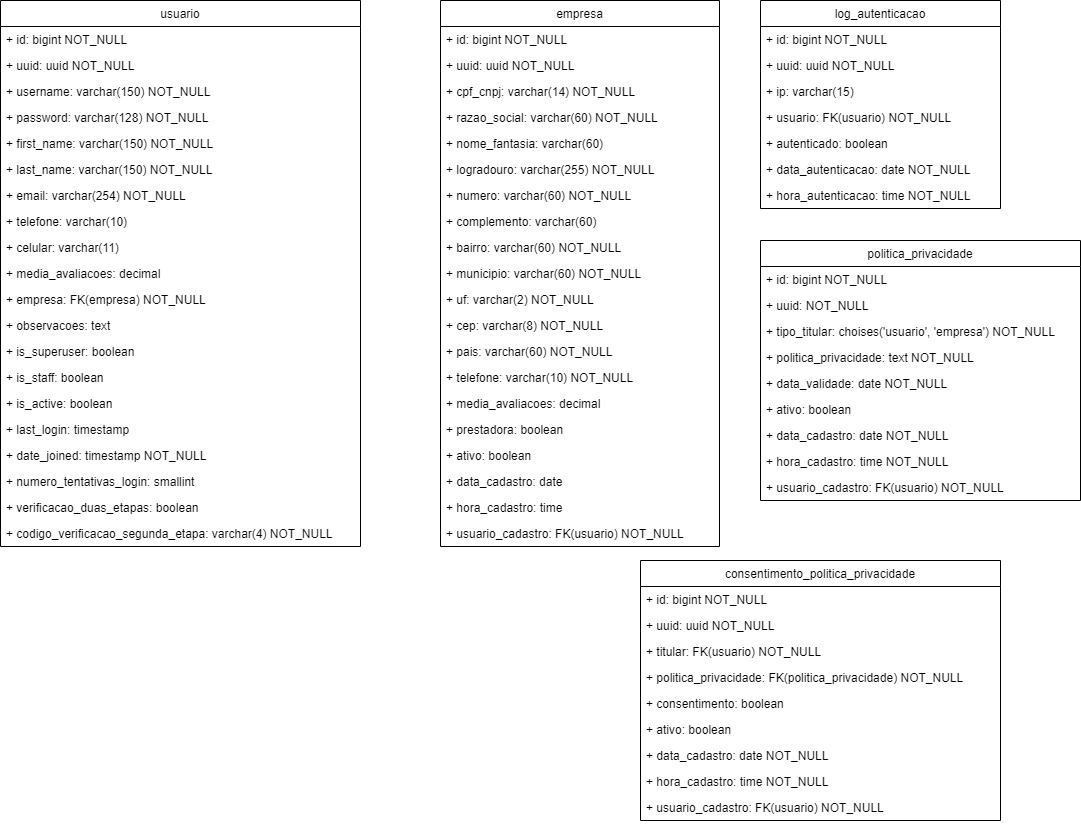 usuario
+ id: bigint NOT_NULL
+ uuid: uuid NOT_NULL
+ username: varchar(150) NOT_NULL
+ password: varchar(128) NOT_NULL
+ first_name: varchar(150) NOT_NULL
+ last_name: varchar(150) NOT_NULL
+ email: varchar(254) NOT_NULL
+ telefone: varchar(10)
+ celular: varchar(11)
+ media_avaliacoes: decimal
+ empresa: FK(empresa) NOT_NULL
+ observacoes: text
+ is_superuser: boolean
+ is_staff: boolean
+ is_active: boolean
+ last_login: timestamp
+ date_joined: timestamp NOT_NULL
+ numero_tentativas_login: smallint
+ verificacao_duas_etapas: boolean
+ codigo_verificacao_segunda_etapa: varchar(4) NOT_NULL
empresa
+ id: bigint NOT_NULL
+ uuid: uuid NOT_NULL
+ cpf_cnpj: varchar(14) NOT_NULL
+ razao_social: varchar(60) NOT_NULL
+ nome_fantasia: varchar(60)
+ logradouro: varchar(255) NOT_NULL
+ numero: varchar(60) NOT_NULL
+ complemento: varchar(60)
+ bairro: varchar(60) NOT_NULL
+ municipio: varchar(60) NOT_NULL
+ uf: varchar(2) NOT_NULL
+ cep: varchar(8) NOT_NULL
+ pais: varchar(60) NOT_NULL
+ telefone: varchar(10) NOT_NULL
+ media_avaliacoes: decimal
+ prestadora: boolean
+ ativo: boolean
+ data_cadastro: date
+ hora_cadastro: time
+ usuario_cadastro: FK(usuario) NOT_NULL
log_autenticacao
+ id: bigint NOT_NULL
+ uuid: uuid NOT_NULL
+ ip: varchar(15)
+ usuario: FK(usuario) NOT_NULL
+ autenticado: boolean
+ data_autenticacao: date NOT_NULL
+ hora_autenticacao: time NOT_NULL
politica_privacidade
+ id: bigint NOT_NULL
+ uuid: NOT_NULL
+ tipo_titular: choises('usuario', 'empresa') NOT_NULL
+ politica_privacidade: text NOT_NULL
+ data_validade: date NOT_NULL
+ ativo: boolean
+ data_cadastro: date NOT_NULL
+ hora_cadastro: time NOT_NULL
+ usuario_cadastro: FK(usuario) NOT_NULL
consentimento_politica_privacidade
+ id: bigint NOT_NULL
+ uuid: uuid NOT_NULL
+ titular: FK(usuario) NOT_NULL
+ politica_privacidade: FK(politica_privacidade) NOT_NULL
+ consentimento: boolean
+ ativo: boolean
+ data_cadastro: date NOT_NULL
+ hora_cadastro: time NOT_NULL
+ usuario_cadastro: FK(usuario) NOT_NULL